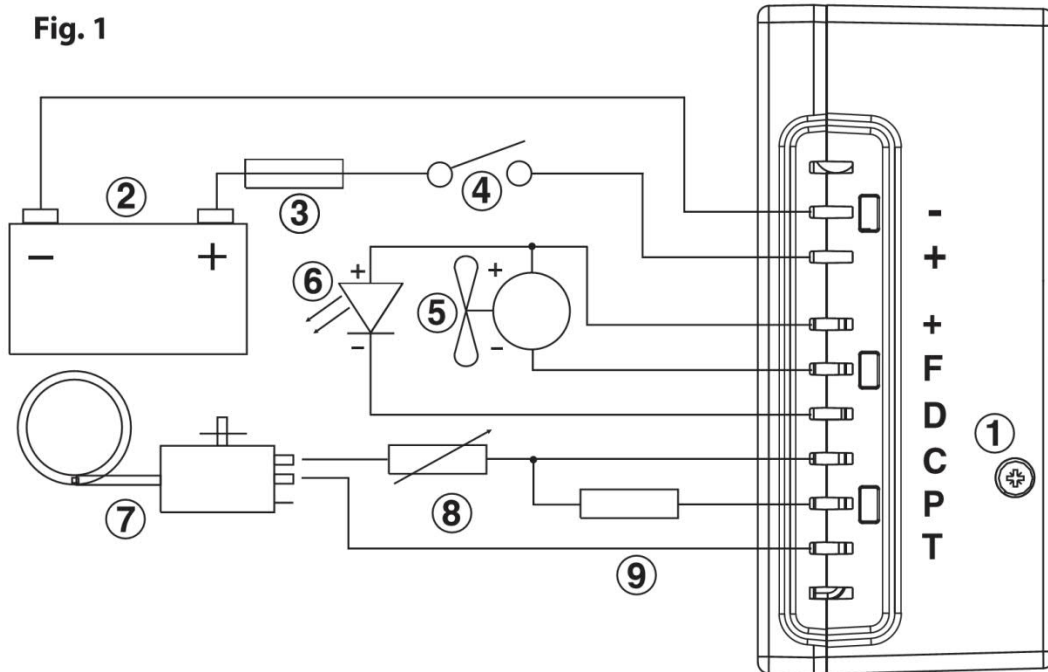 Fig. 1
②
③
④
-
+
− +
⑥
+
⑤
+
−
−
+
F
D
①
C
P
T
⑦
⑧
⑨